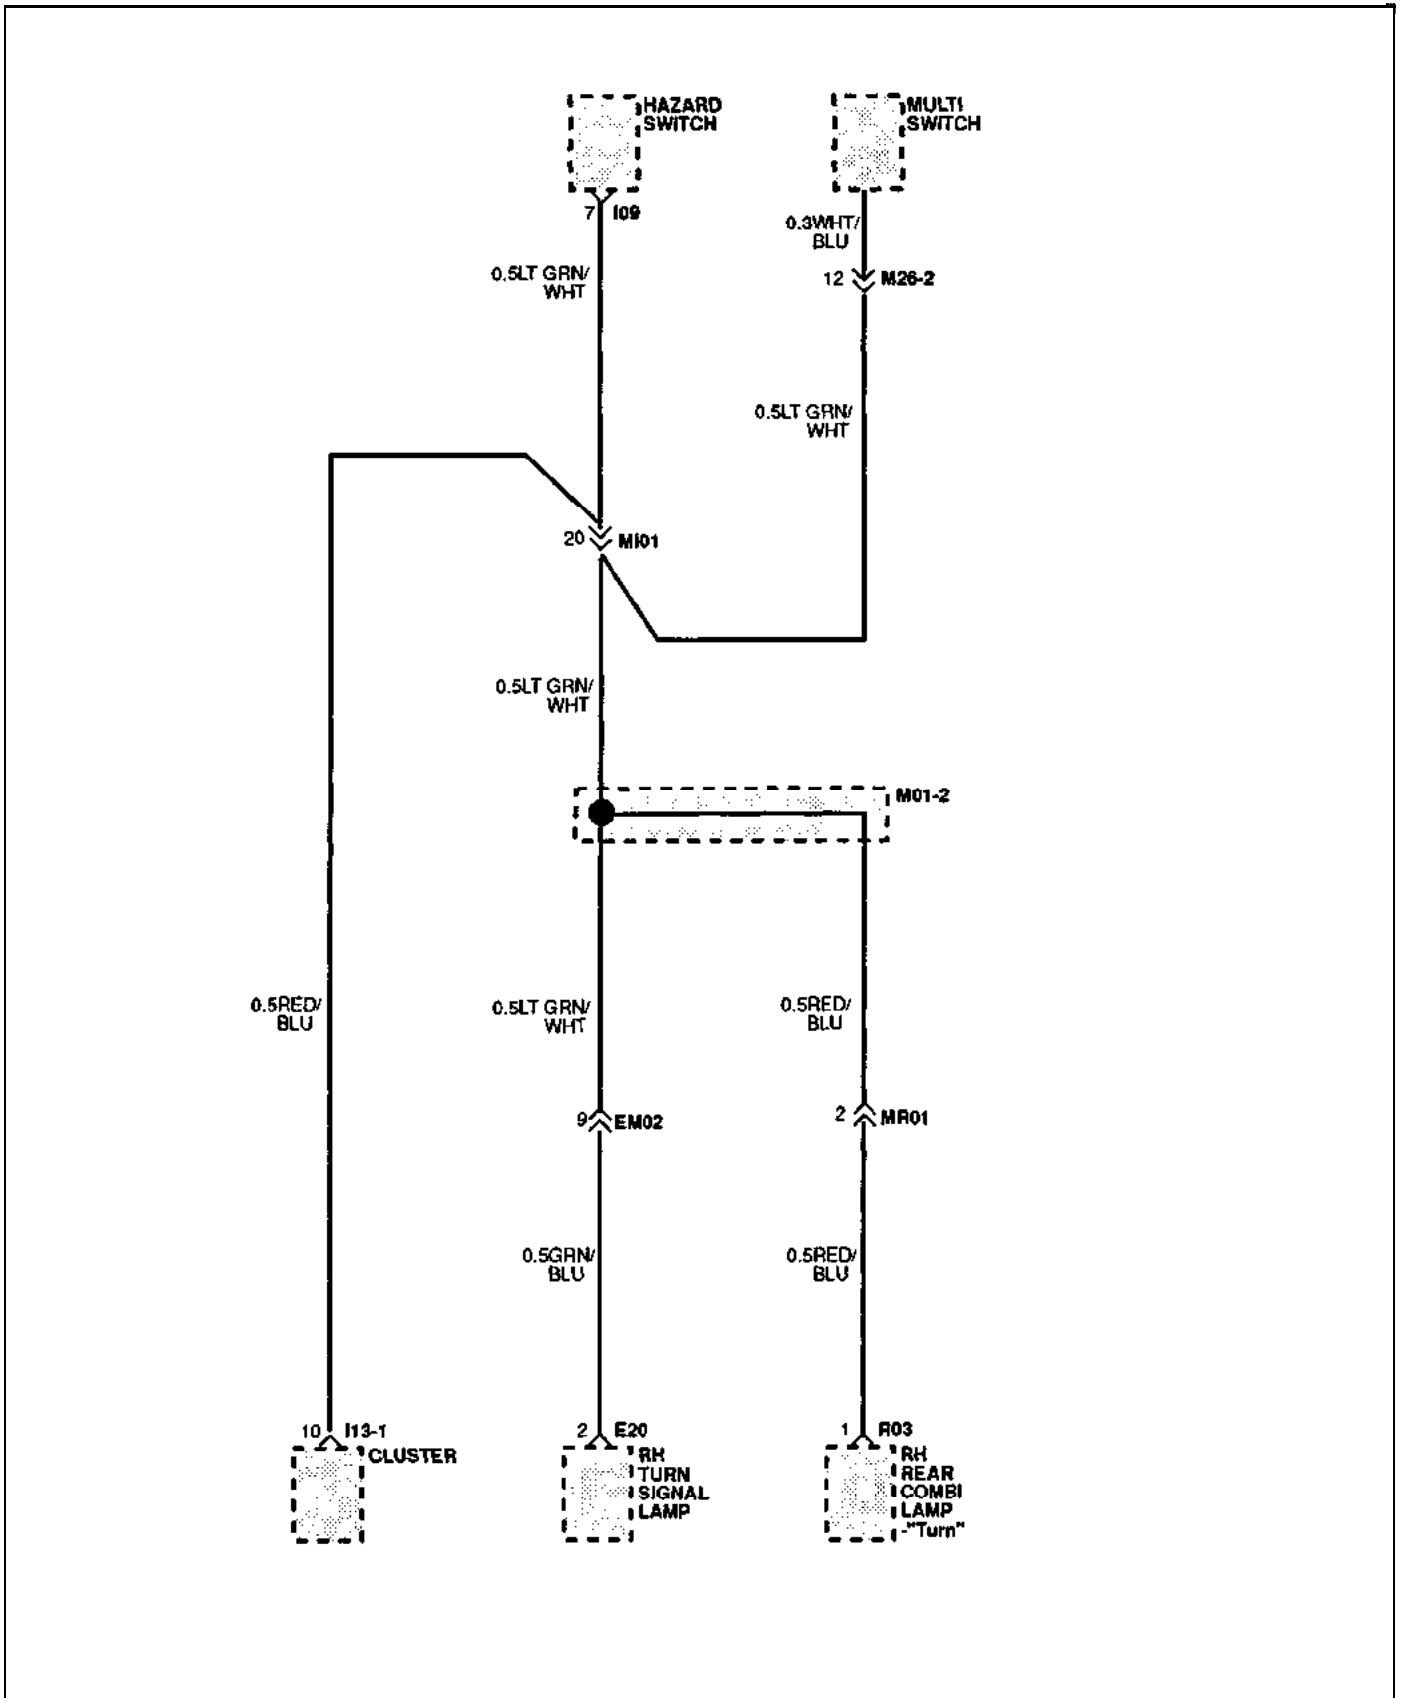 HAZARD
SWITCH
MULTI
SWITCH
7 I09
0.3WHT/
BLU
0.5LT GRN/
WHT
12 M26-2
0.5LT GRN/
WHT
20 MI01
0.5LT GRN/
WHT
M01-2
0.5RED/
BLU
0.5LT GRN/
WHT
0.5RED/
BLU
9 EM02
2 MR01
0.5GRN/
BLU
0.5RED/
BLU
10 I13-1
CLUSTER
2 E20
RH
TURN
SIGNAL
LAMP
1 R03
RH
REAR
COMBI
LAMP
-"Turn"